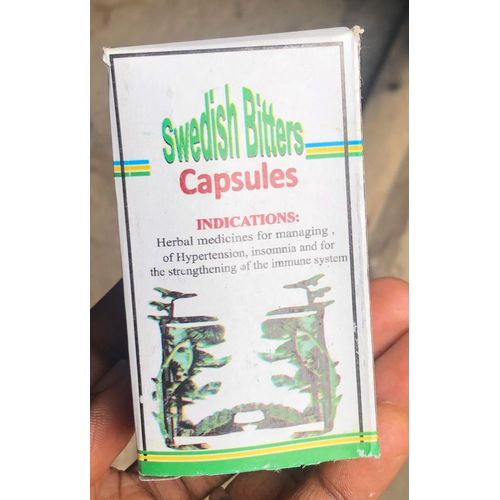 Swedish Bitters
Capsules
INDICATIONS:
Herbal medicines for managing ,
of Hypertension, insomnia and for
the strengthening of the immune system